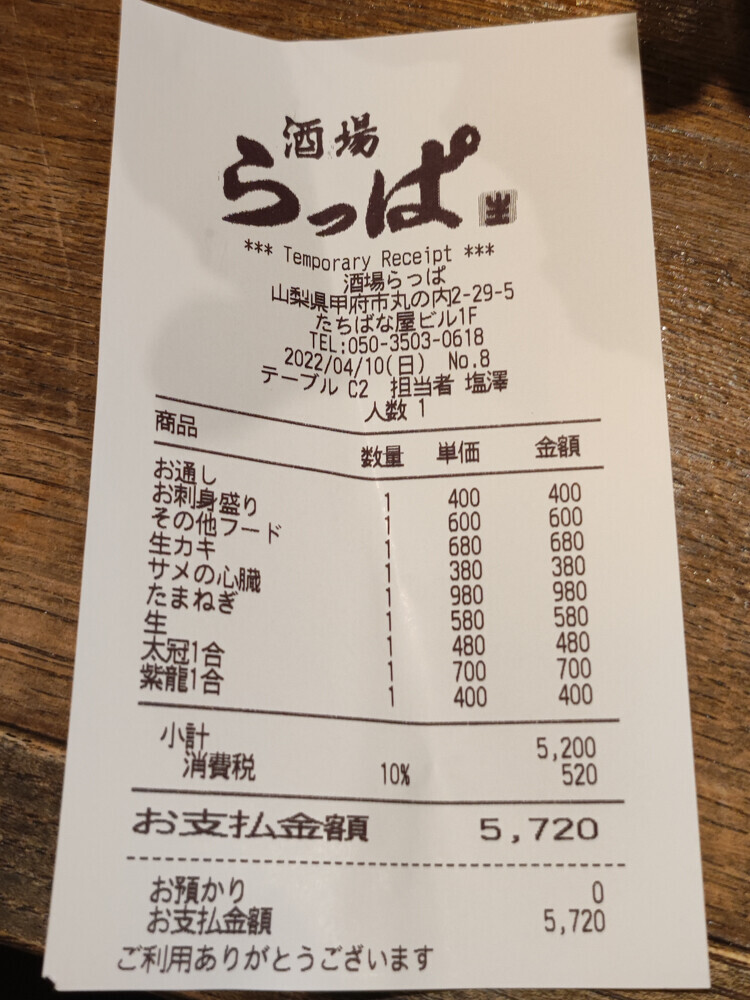 酒場
らっぱ 生
*** Temporary Receipt ***
酒場らっぱ
山梨県甲府市丸の内2-29-5
たちばな屋ビル1F
TEL:050-3503-0618
2022/04/10(日) No.8
テーブル C2 担当者 塩澤
人数 1
商品 数量 単価 金額
お通し 1 400 400
お刺身盛り 1 600 600
その他フード 1 680 680
生カキ 1 380 380
サメの心臓 1 980 980
たまねぎ 1 580 580
生 1 480 480
太冠1合 1 700 700
紫龍1合 1 400 400
小計 5,200
消費税 10% 520
お支払金額 5,720
お預かり 0
お支払金額 5,720
ご利用ありがとうございます